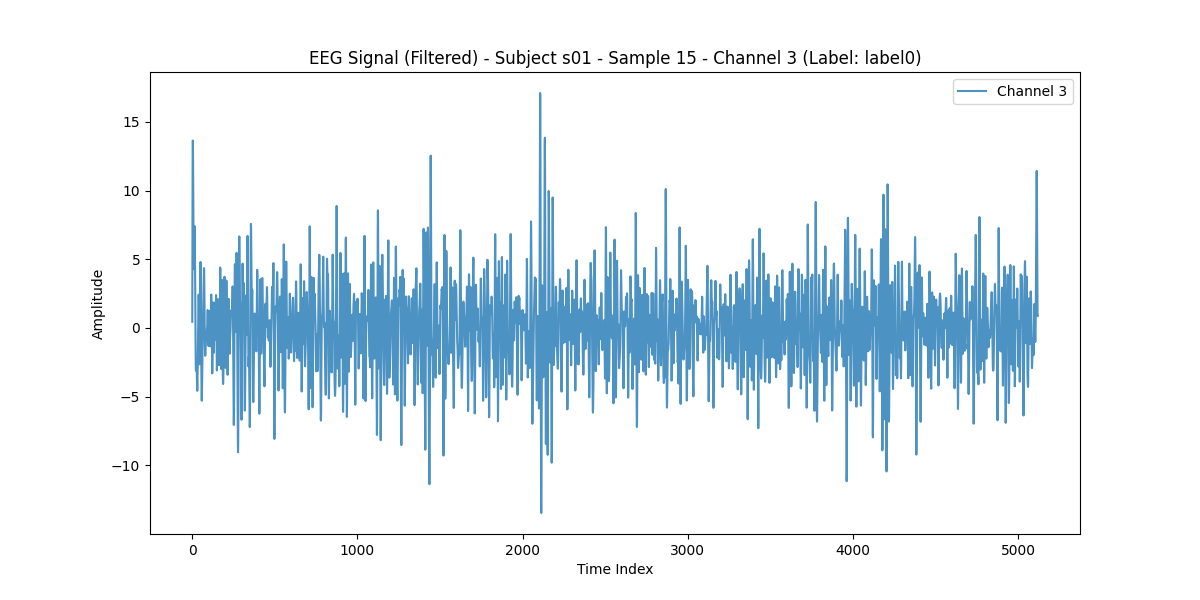 EEG Signal (Filtered) - Subject s01 - Sample 15 - Channel 3 (Label: label0)
Channel 3
15
10
5
0
−5
−10
Amplitude
0 1000 2000 3000 4000 5000
Time Index